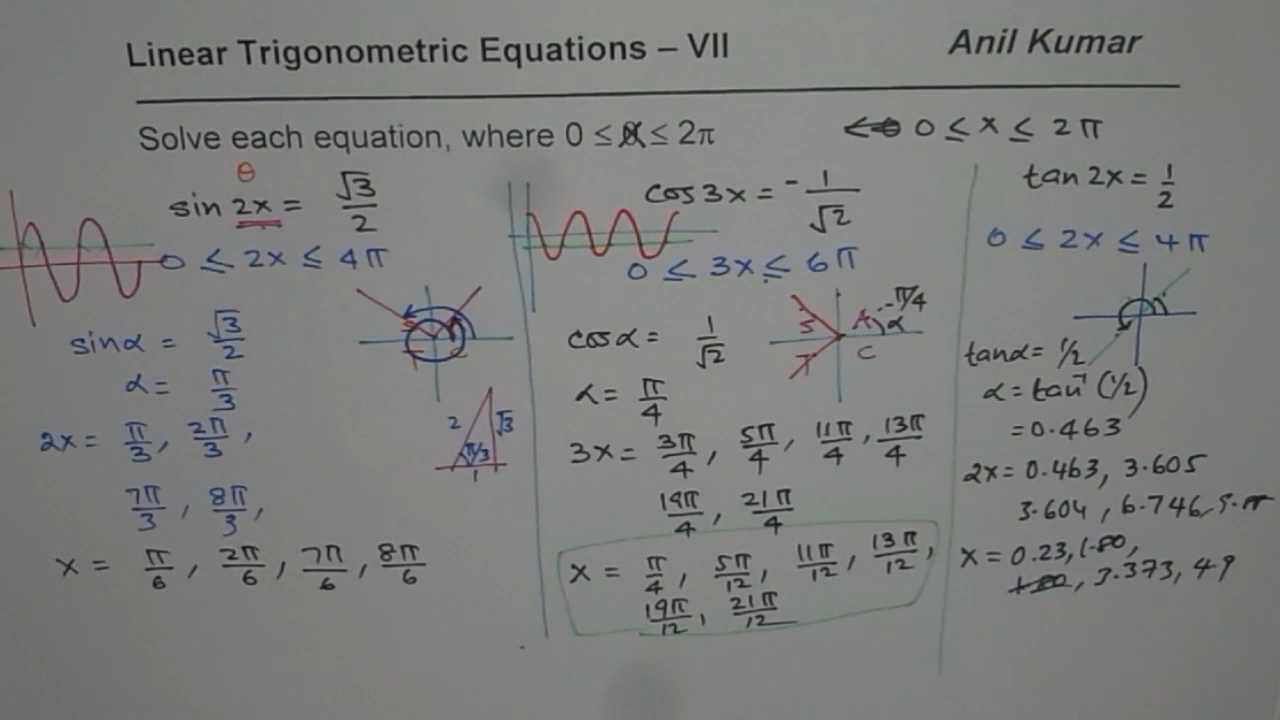 Linear Trigonometric Equations – VII
Anil Kumar
Solve each equation, where 0 ≤ x ≤ 2π
0 ≤ x ≤ 2π
θ
sin 2x = √3/2
0 ≤ 2x ≤ 4π
sinα = √3/2
α = π/3
2 √3 π/3 1
2x = π/3, 2π/3,
7π/3, 8π/3,
x = π/6, 2π/6, 7π/6, 8π/6
cos3x = -1/√2
0 ≤ 3x ≤ 6π
cosα = 1/√2
S A α π/4
T C
α = π/4
3x = 3π/4, 5π/4, 11π/4, 13π/4
19π/4, 21π/4
x = π/4, 5π/12, 11π/12, 13π/12,
19π/12, 21π/12
tan 2x = 1/2
0 ≤ 2x ≤ 4π
tanα = 1/2
α = tan⁻¹(1/2)
= 0.463
2x = 0.463, 3.605
3.604, 6.746,
x = 0.23, 1.80,
, 3.373, 4.9